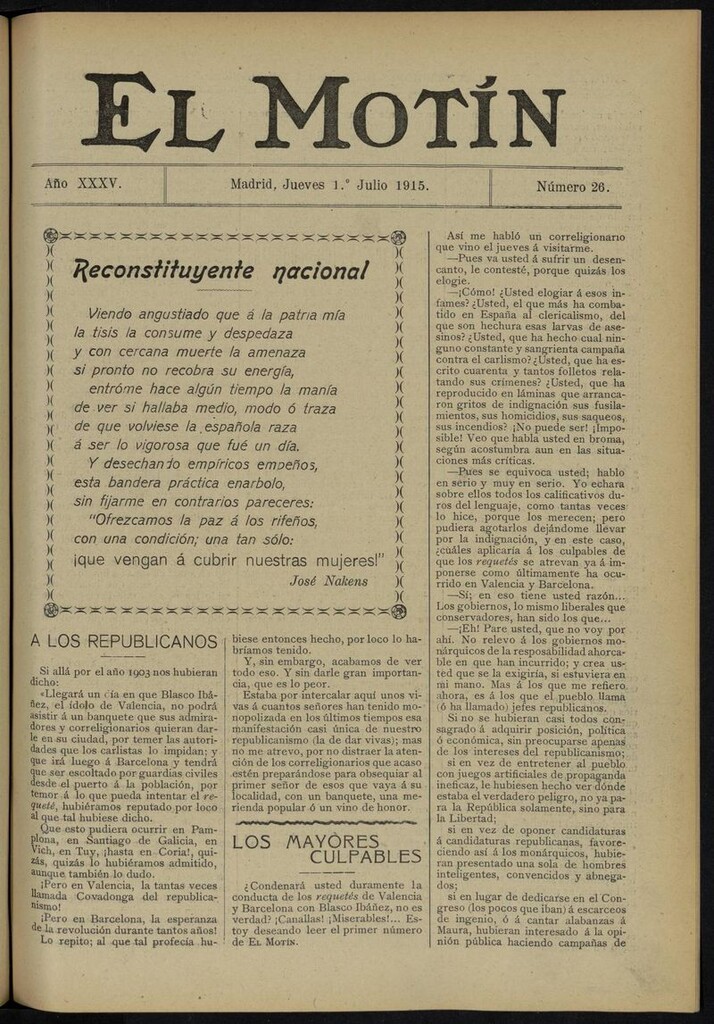 EL MOTÍN
Año XXXV.
Madrid, Jueves 1.º Julio 1915.
Número 26.
Reconstituyente nacional
Viendo angustiado que á la patria mía
la tisis la consume y despedaza
y con cercana muerte la amenaza
si pronto no recobra su energía,
entróme hace algún tiempo la manía
de ver si hallaba medio, modo ó traza
de que volviese la española raza
á ser lo vigorosa que fué un día.
Y desechando empíricos empeños,
esta bandera práctica enarbolo,
sin fijarme en contrarios pareceres:
"Ofrezcamos la paz á los rifeños,
con una condición; una tan sólo:
¡que vengan á cubrir nuestras mujeres!"
José Nakens
A LOS REPUBLICANOS
Si allá por el año 1903 nos hubieran
dicho:
«Llegará un día en que Blasco Ibá-
ñez, el ídolo de Valencia, no podrá
asistir á un banquete que sus admira-
dores y correligionarios quieran dar-
le en su ciudad, por temer las autori-
dades que los carlistas lo impidan; y
que irá luego á Barcelona y tendrá
que ser escoltado por guardias civiles
desde el puerto á la población, por
temor á lo que pueda intentar el re-
queté, hubiéramos reputado por loco
al que tal hubiese dicho.
Que esto pudiera ocurrir en Pam-
plona, en Santiago de Galicia, en
Vich, en Tuy, ¡hasta en Coria!, qui-
zás, quizás lo hubiéramos admitido,
aunque también lo dudo.
¡Pero en Valencia, la tantas veces
llamada Covadonga del republica-
nismo!
¡Pero en Barcelona, la esperanza
de la revolución durante tantos años!
Lo repito; al que tal profecía hu-
biese entonces hecho, por loco lo ha-
bríamos tenido.
Y, sin embargo, acabamos de ver
todo eso. Y sin darle gran importan-
cia, que es lo peor.
Estaba por intercalar aquí unos vi-
vas á cuantos señores han tenido mo-
nopolizada en los últimos tiempos esa
manifestación casi única de nuestro
republicanismo (la de dar vivas); mas
no me atrevo, por no distraer la aten-
ción de los correligionarios que acaso
estén preparándose para obsequiar al
primer señor de esos que vaya á su
localidad, con un banquete, una me-
rienda popular ó un vino de honor.
LOS MAYORES
CULPABLES
¿Condenará usted duramente la
conducta de los requetés de Valencia
y Barcelona con Blasco Ibáñez, no es
verdad? ¡Canallas! ¡Miserables!... Es-
toy deseando leer el primer número
de EL MOTÍN.
Así me habló un correligionario
que vino el jueves á visitarme.
—Pues va usted á sufrir un desen-
canto, le contesté, porque quizás los
elogie.
—¡Cómo! ¿Usted elogiar á esos in-
fames? ¿Usted, el que más ha comba-
tido en España al clericalismo, del
que son hechura esas larvas de ase-
sinos? ¿Usted, que ha hecho cual nin-
guno constante y sangrienta campaña
contra el carlismo? ¿Usted, que ha es-
crito cuarenta y tantos folletos rela-
tando sus crímenes? ¿Usted, que ha
reproducido en láminas que arranca-
ron gritos de indignación sus fusila-
mientos, sus homicidios, sus saqueos,
sus incendios? ¡No puede ser! ¡Impo-
sible! Veo que habla usted en broma,
según acostumbra aun en las situa-
ciones más críticas.
—Pues se equivoca usted; hablo
en serio y muy en serio. Yo echara
sobre ellos todos los calificativos du-
ros del lenguaje, como tantas veces
lo hice, porque los merecen; pero
pudiera agotarlos dejándome llevar
por la indignación, y en este caso,
¿cuáles aplicaría á los culpables de
que los requetés se atrevan ya á im-
ponerse como últimamente ha ocu-
rrido en Valencia y Barcelona.
—Sí; en eso tiene usted razón...
Los gobiernos, lo mismo liberales que
conservadores, han sido los que...
—¡Eh! Pare usted, que no voy por
ahí. No relevó á los gobiernos mo-
nárquicos de la resposabilidad ahorca-
ble en que han incurrido; y crea us-
ted que se la exigiría, si estuviera en
mi mano. Mas á los que me refiero
ahora, es á los que el pueblo llama
(ó ha llamado) jefes republicanos.
Si no se hubieran casi todos con-
sagrado á adquirir posición, política
ó económica, sin preocuparse apenas
de los intereses del republicanismo;
si en vez de entretener al pueblo
con juegos artificiales de propaganda
ineficaz, le hubiesen hecho ver dónde
estaba el verdadero peligro, no ya pa-
ra la República solamente, sino para
la Libertad;
si en vez de oponer candidaturas
á candidaturas republicanas, favore-
ciendo así á los monárquicos, hubie-
ran presentado una sola de hombres
inteligentes, convencidos y abnega-
dos;
si en lugar de dedicarse en el Con-
greso (los pocos que iban) á escarceos
de ingenio, ó á cantar alabanzas á
Maura, hubieran interesado á la opi-
nión pública haciendo campañas de